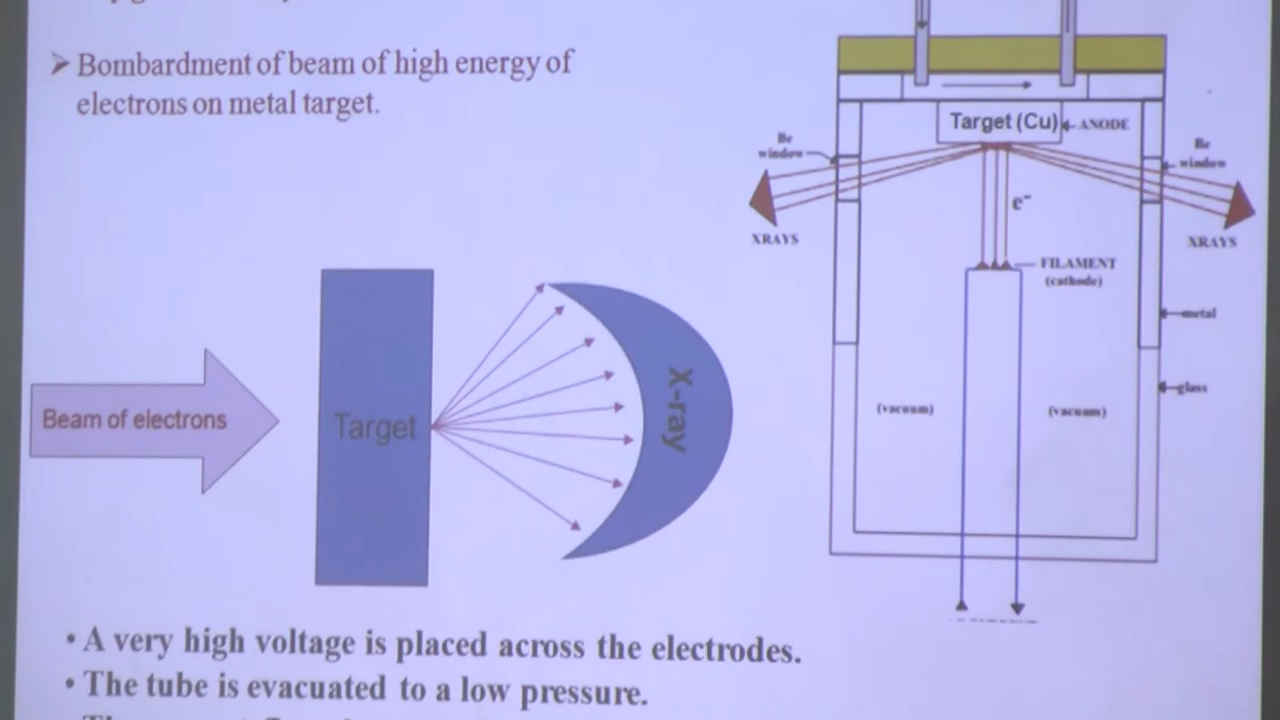 ➢ Bombardment of beam of high energy of
electrons on metal target.
Target (Cu)
ANODE
Be
window
Be
window
e⁻
XRAYS
XRAYS
FILAMENT
(cathode)
metal
glass
(vacuum)
(vacuum)
Beam of electrons
Target
X-ray
• A very high voltage is placed across the electrodes.
• The tube is evacuated to a low pressure.